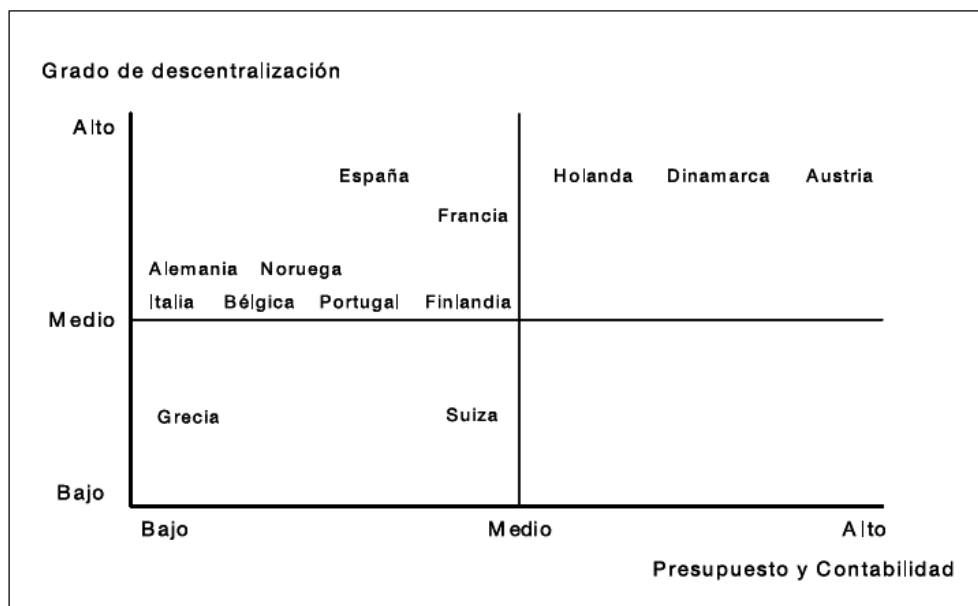 Grado de descentralización
Alto
España Holanda Dinamarca Austria
Francia
Alemania Noruega
Italia Bélgica Portugal Finlandia
Medio
Grecia Suiza
Bajo
Bajo Medio Alto
Presupuesto y Contabilidad